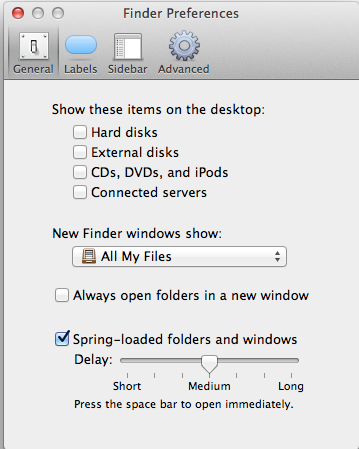 Finder Preferences
General Labels Sidebar Advanced
Show these items on the desktop:
Hard disks
External disks
CDs, DVDs, and iPods
Connected servers
New Finder windows show:
All My Files
Always open folders in a new window
Spring-loaded folders and windows
Delay:
Short Medium Long
Press the space bar to open immediately.